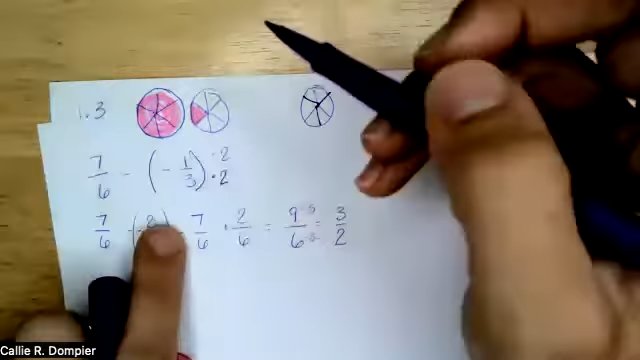 1.3
7/6 - (- 1/3) · 2 · 2
7/6 7/6 · 2/6 = 9/6 = 3/2
Callie R. Dompier